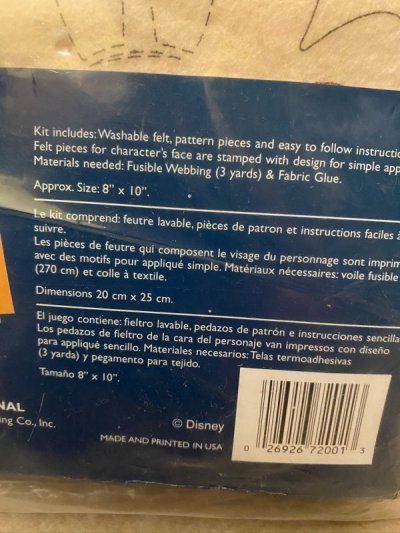 Kit includes: Washable felt, pattern pieces and easy to follow
Felt pieces for character's face are stamped with design for simple
Materials needed: Fusible Webbing (3 yards) & Fabric Glue.
Approx. Size: 8" x 10".
Le kit comprend: feutre lavable, pièces de patron et instructions faciles à
suivre.
Les pièces de feutre qui composent le visage du personnage sont
avec des motifs pour appliqué simple. Matériaux nécessaires: voile fusible
(270 cm) et colle à textile.
Dimensions 20 cm x 25 cm.
El juego contiene: fieltro lavable, pedazos de patrón e instrucciones
Los pedazos de fieltro de la cara del personaje van impressos con diseño
para appliqué sencillo. Materiales necesarios: Telas termoadhesivas
(3 yarda) y pegamento para tejido.
Tamaño 8" x 10".
© Disney
MADE AND PRINTED IN USA
Co., Inc.
0 26926 72001 3